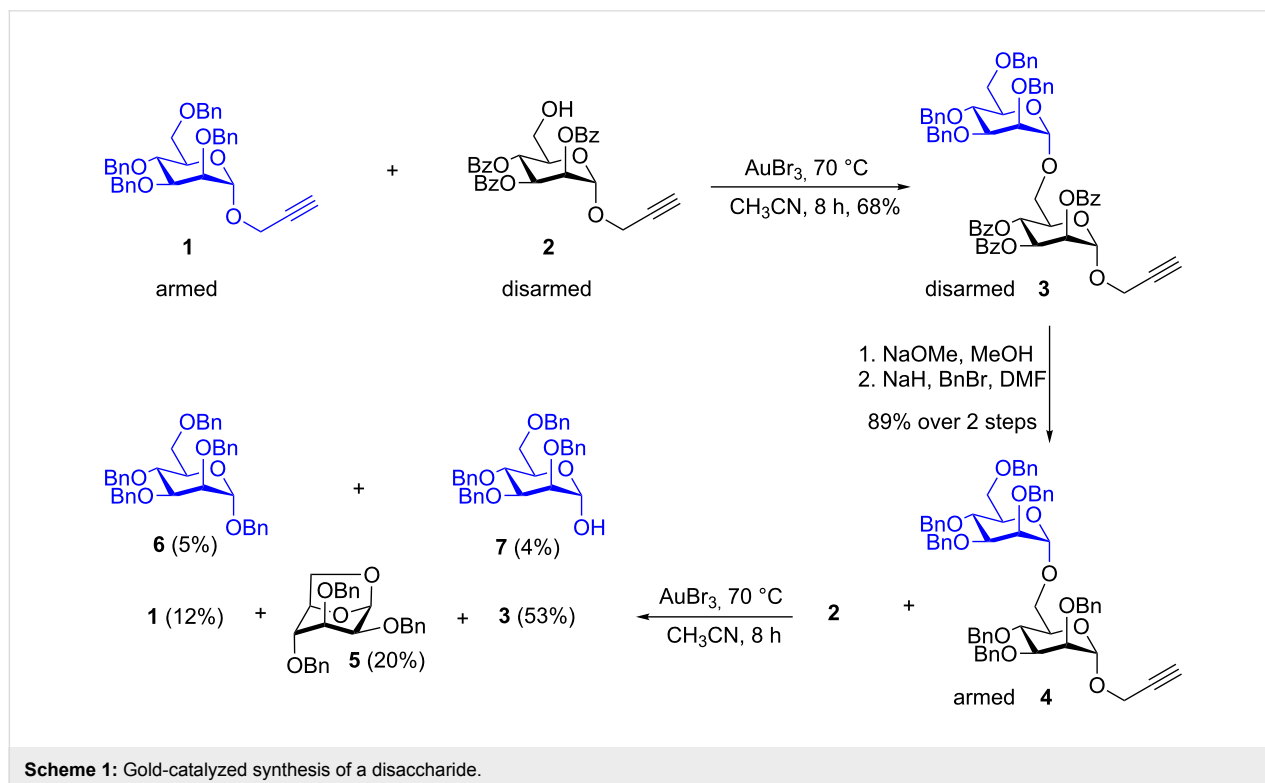 OBn
OBn
O
BnO
BnO
O
1
armed
+
OH
OBz
O
BzO
BzO
O
2
disarmed
AuBr3, 70 °C
CH3CN, 8 h, 68%
OBn
OBn
O
BnO
BnO
O
OBz
O
BzO
BzO
O
disarmed 3
1. NaOMe, MeOH
2. NaH, BnBr, DMF
89% over 2 steps
OBn
OBn
O
BnO
BnO
OBn
6 (5%)
+
OBn
OBn
O
BnO
BnO
OH
7 (4%)
1 (12%)
+
O
OBn
O
OBn
OBn
5 (20%)
+
3 (53%)
AuBr3, 70 °C
CH3CN, 8 h
2
+
OBn
OBn
O
BnO
BnO
O
OBn
O
BnO
BnO
O
armed 4
Scheme 1: Gold-catalyzed synthesis of a disaccharide.